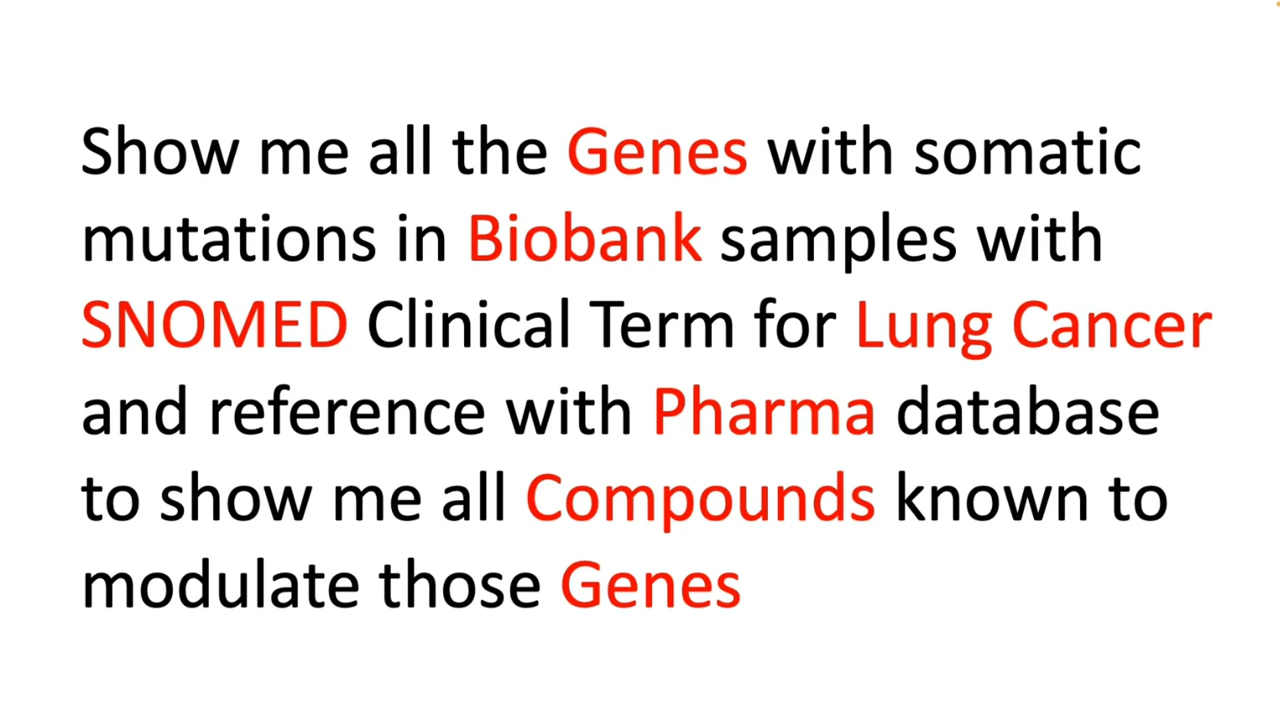 Show me all the Genes with somatic
mutations in Biobank samples with
SNOMED Clinical Term for Lung Cancer
and reference with Pharma database
to show me all Compounds known to
modulate those Genes